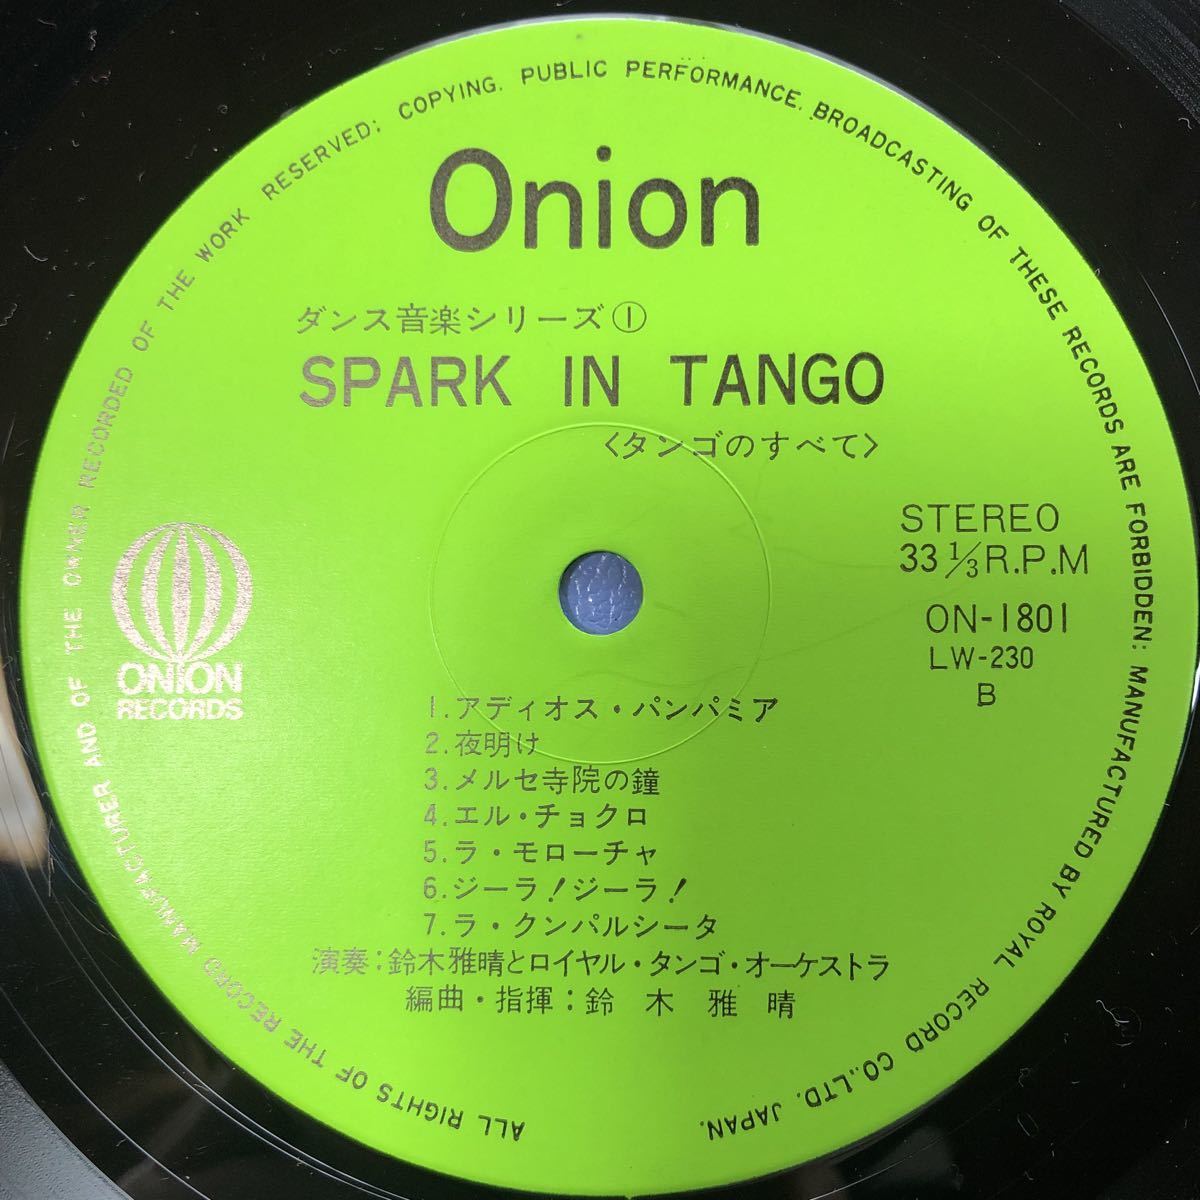 ALL RIGHTS OF THE RECORD MANUFACTURER AND OF THE OWNER RECORDED OF THE WORK RESERVED; COPYING. PUBLIC PERFORMANCE. BROADCASTING OF THESE RECORDS ARE FORBIDDEN: MANUFACTURED BY ROYAL RECORD CO.,LTD. JAPAN.
Onion
ダンス音楽シリーズ①
SPARK IN TANGO
〈タンゴのすべて〉
STEREO
33 1/3 R.P.M
ON-1801
LW-230
B
ONION
RECORDS
1.アディオス・パンパミア
2.夜明け
3.メルセ寺院の鐘
4.エル・チョクロ
5.ラ・モローチャ
6.ジーラ!ジーラ!
7.ラ・クンパルシータ
演奏:鈴木雅晴とロイヤル・タンゴ・オーケストラ
編曲・指揮:鈴 木 雅 晴